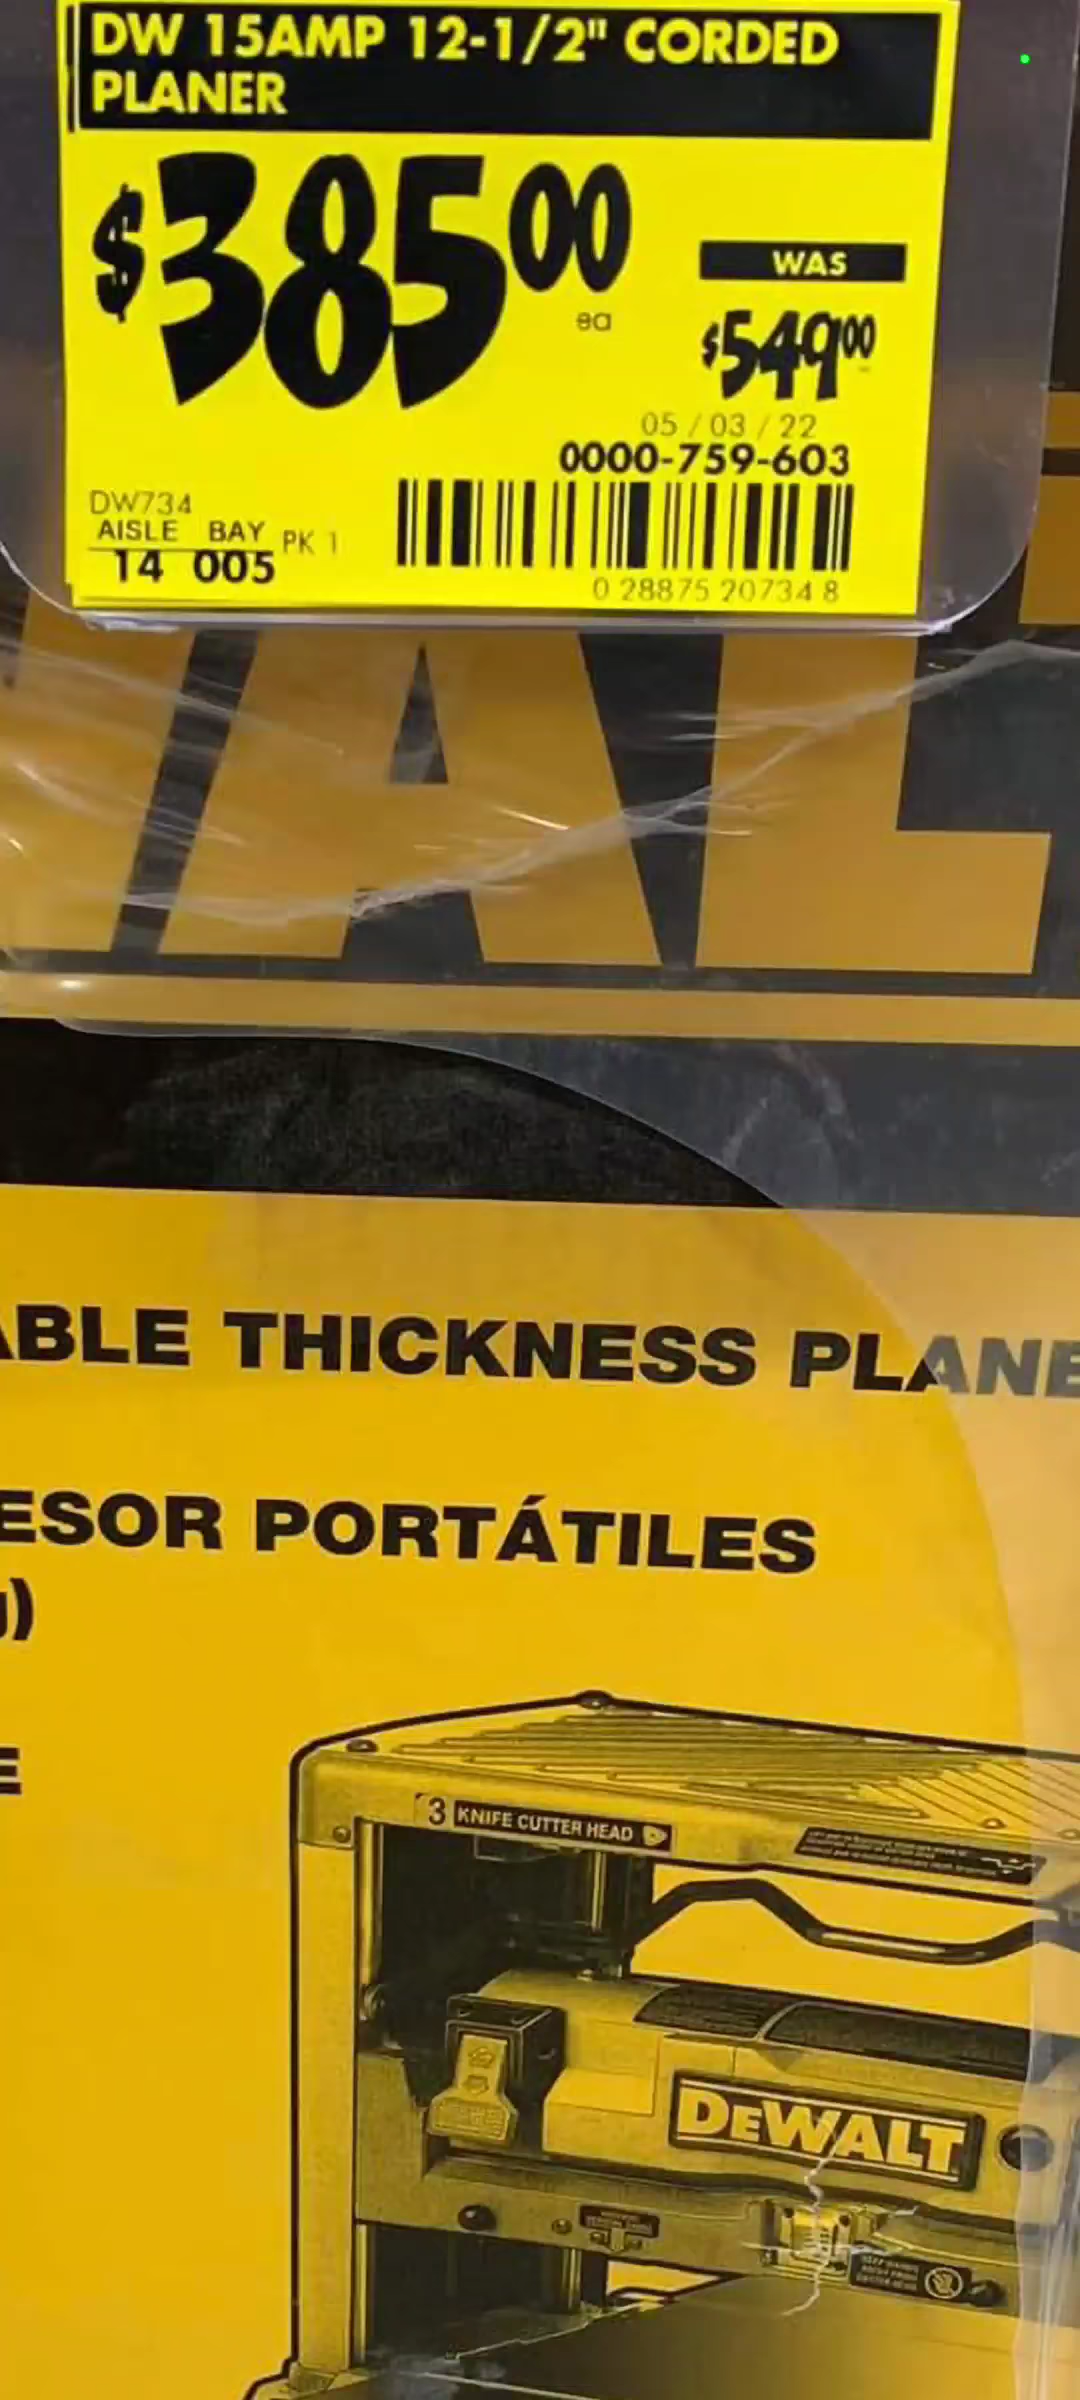 DW 15AMP 12-1/2" CORDED
PLANER
$385.00
ea
WAS
$549.00
05 / 03 / 22
0000-759-603
DW734
AISLE BAY PK 1
14 005
0 28875 20734 8
ABLE THICKNESS PLANE
ESOR PORTÁTILES
3 KNIFE CUTTER HEAD
DEWALT